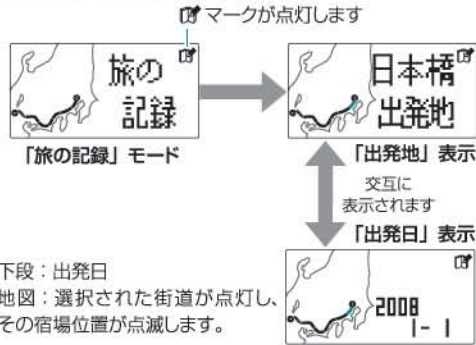 マークが点灯します
旅の
記録
「旅の記録」モード
日本橋
出発地
「出発地」表示
交互に
表示されます
「出発日」表示
下段：出発日
地図：選択された街道が点灯し、
その宿場位置が点滅します。
2008
1- 1